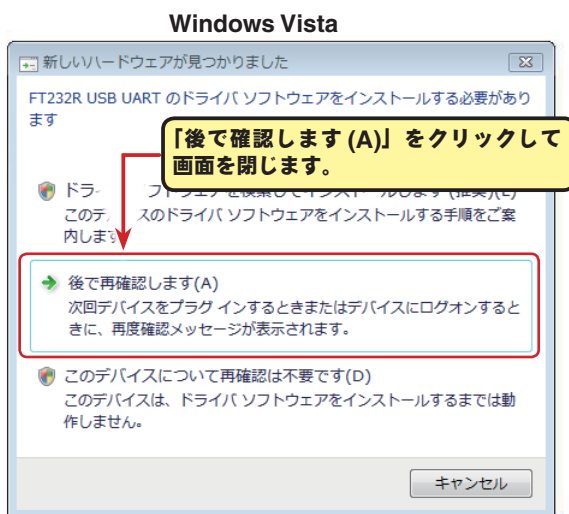 Windows Vista
新しいハードウェアが見つかりました
FT232R USB UART のドライバ ソフトウェアをインストールする必要があり
ます
「後で確認します (A)」をクリックして
画面を閉じます。
ドラ
このデ スのドライバ ソフトウェアをインストールする手順をご案
内します
後で再確認します(A)
次回デバイスをプラグ インするときまたはデバイスにログオンすると
きに、再度確認メッセージが表示されます。
このデバイスについて再確認は不要です(D)
このデバイスは、ドライバ ソフトウェアをインストールするまでは動
作しません。
キャンセル